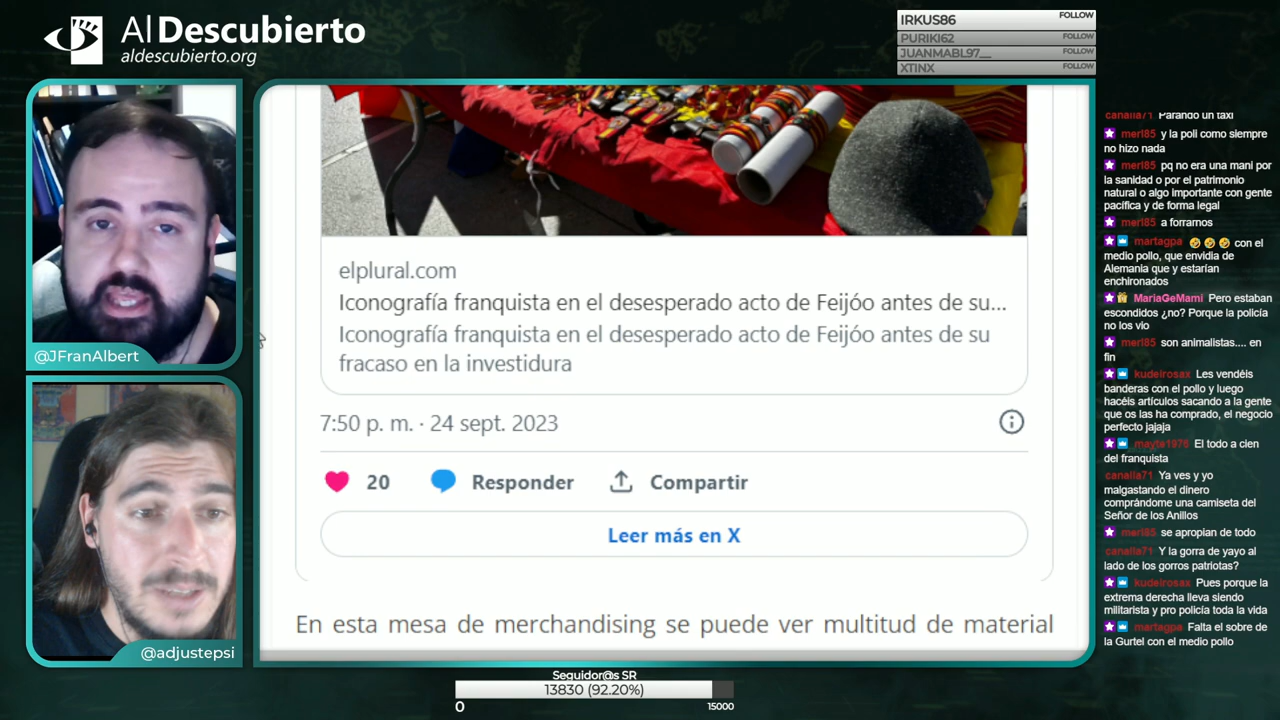 Al Descubierto
aldescubierto.org
IRKUS86 FOLLOW
PURIKI62 FOLLOW
JUANMABL97__ FOLLOW
XTINX FOLLOW
@JFranAlbert
@adjustepsi
elplural.com
Iconografía franquista en el desesperado acto de Feijóo antes de su...
Iconografía franquista en el desesperado acto de Feijóo antes de su
fracaso en la investidura
7:50 p. m. · 24 sept. 2023
20 Responder Compartir
Leer más en X
En esta mesa de merchandising se puede ver multitud de material
canalla71 Parando un taxi
merl85 y la poli como siempre
no hizo nada
merl85 pq no era una mani por
la sanidad o por el patrimonio
natural o algo importante con gente
pacífica y de forma legal
merl85 a forrarnos
martagpa 🤣 🤣 🤣 con el
medio pollo, que envidia de
Alemania que y estarían
enchironados
MariaGeMami Pero estaban
escondidos ¿no? Porque la policía
no los vio
merl85 son animalistas.... en
fin
kudeirosax Les vendéis
banderas con el pollo y luego
hacéis artículos sacando a la gente
que os las ha comprado, el negocio
perfecto jajaja
mayte1976 El todo a cien
del franquista
canalla71 Ya ves y yo
malgastando el dinero
comprándome una camiseta del
Señor de los Anillos
merl85 se apropian de todo
canalla71 Y la gorra de yayo al
lado de los gorros patriotas?
kudeirosax Pues porque la
extrema derecha lleva siendo
militarista y pro policía toda la vida
martagpa Falta el sobre de
la Gurtel con el medio pollo
Seguidor@s SR
13830 (92.20%)
0 15000